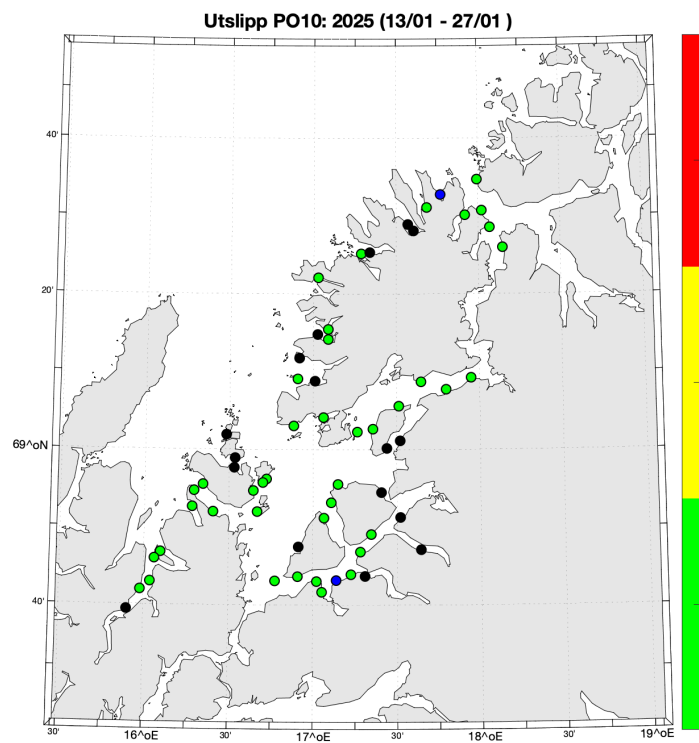 Utslipp PO10: 2025 (13/01 - 27/01 )
40'
20'
69^oN
40'
30' 16^oE 30' 17^oE 30' 18^oE 30' 19^oE